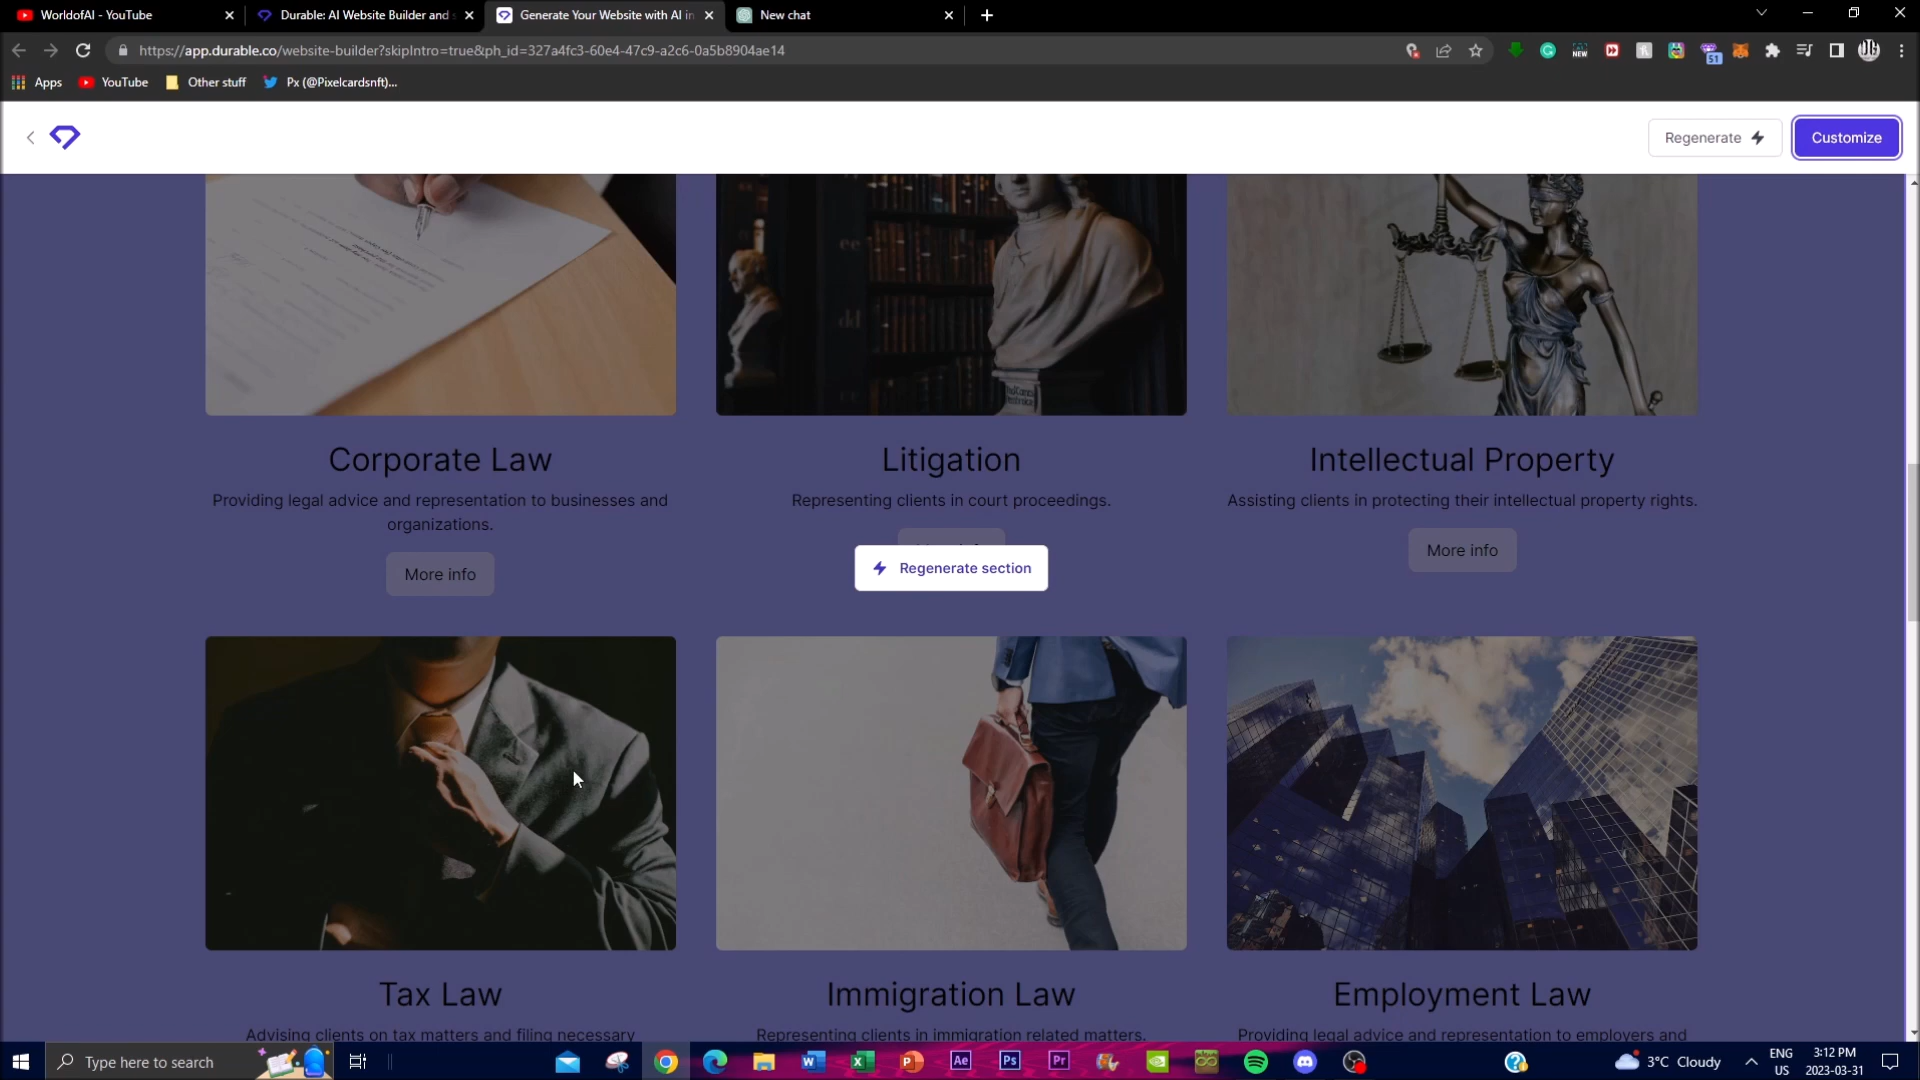 WorldofAI - YouTube
Durable: AI Website Builder and s
Generate Your Website with AI in
New chat
https://app.durable.co/website-builder?skipIntro=true&ph_id=327a4fc3-60e4-47c9-a2c6-0a5b8904ae14
NEW
51
Apps
YouTube
Other stuff
Px (@Pixelcardsnft)...
Regenerate
Customize
Corporate Law
Litigation
Intellectual Property
Providing legal advice and representation to businesses and
organizations.
Representing clients in court proceedings.
Assisting clients in protecting their intellectual property rights.
More info
More info
Regenerate section
Tax Law
Immigration Law
Employment Law
Advising clients on tax matters and filing necessary
Representing clients in immigration related matters.
Providing legal advice and representation to employers and
Type here to search
Ae
Ps
Pr
3°C Cloudy
ENG
US
3:12 PM
2023-03-31